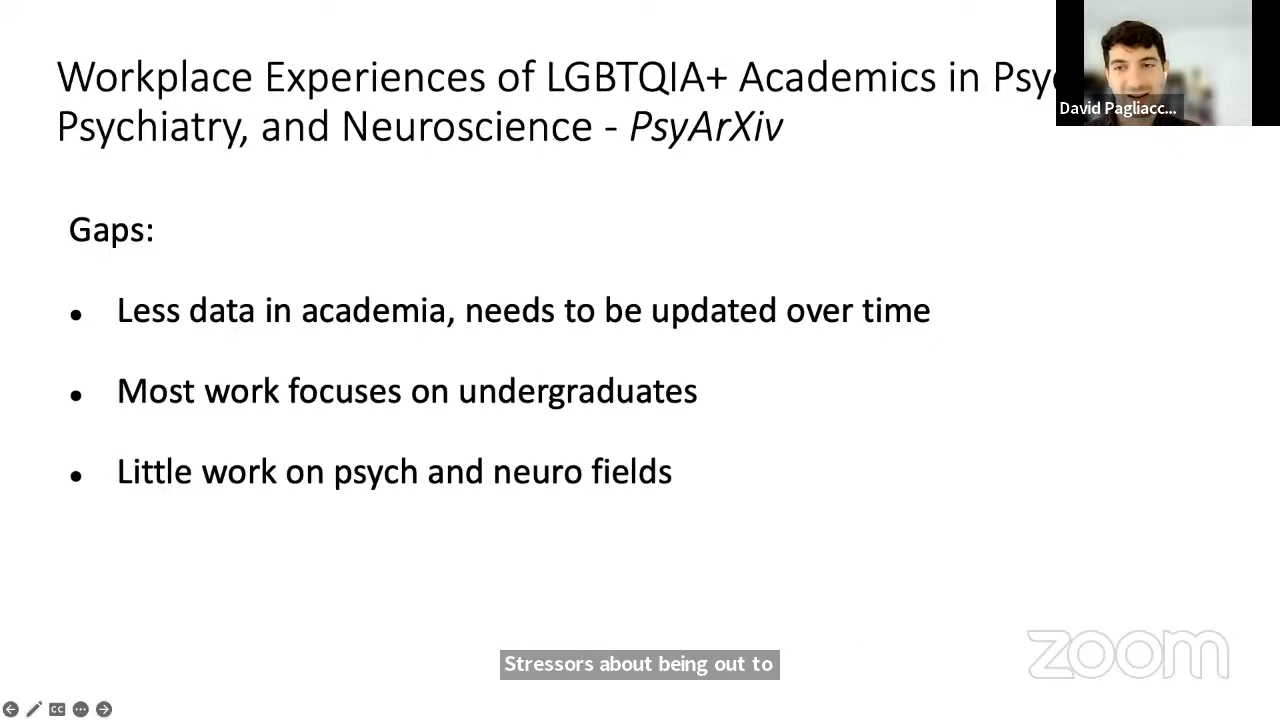 Workplace Experiences of LGBTQIA+ Academics in Psyc
David Pagliacc...
Psychiatry, and Neuroscience - PsyArXiv
Gaps:
• Less data in academia, needs to be updated over time
• Most work focuses on undergraduates
• Little work on psych and neuro fields
Stressors about being out to
zoom
CC